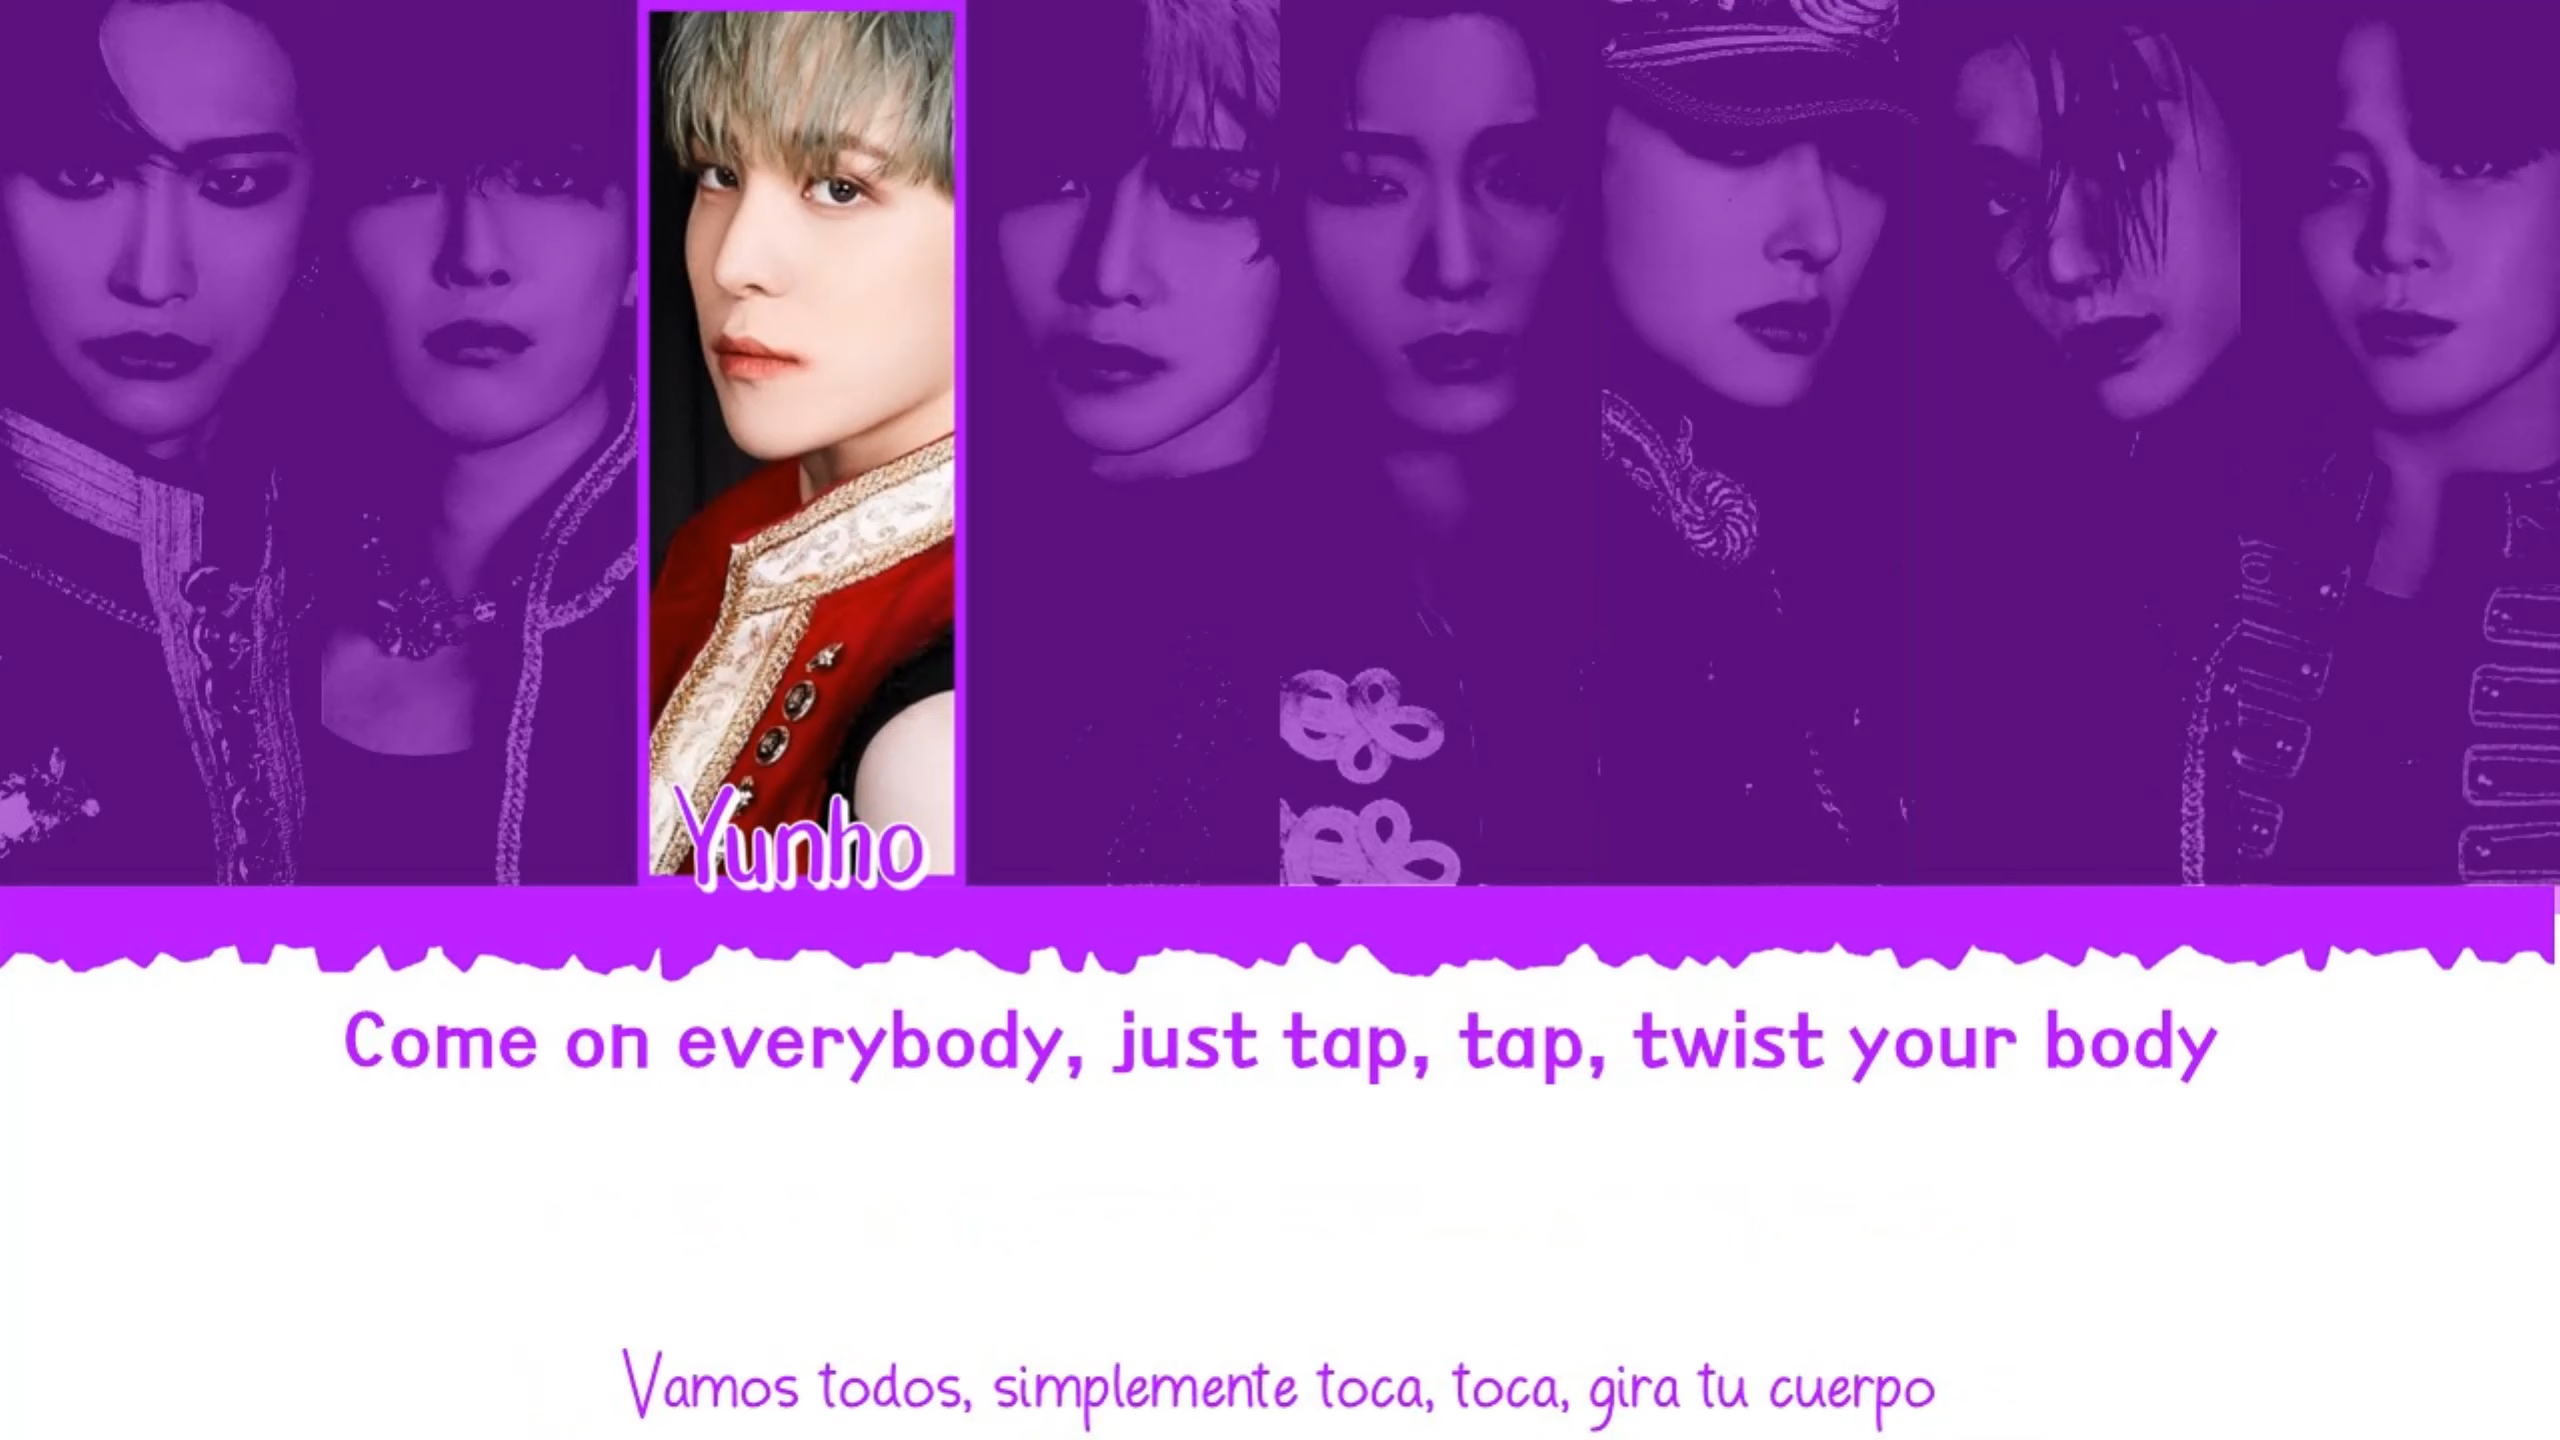 Yunho
Come on everybody, just tap, tap, twist your body
Vamos todos, simplemente toca, toca, gira tu cuerpo